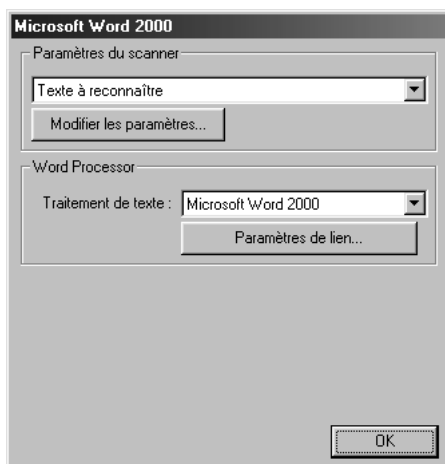 Microsoft Word 2000
Paramètres du scanner
Texte à reconnaître
Modifier les paramètres...
Word Processor
Traitement de texte : Microsoft Word 2000
Paramètres de lien...
OK